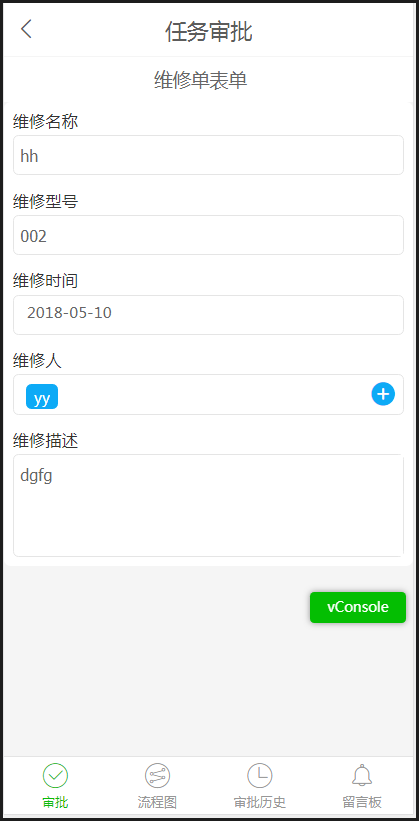 任务审批
维修单表单
维修名称
hh
维修型号
002
维修时间
2018-05-10
维修人
yy
维修描述
dgfg
vConsole
审批 流程图 审批历史 留言板